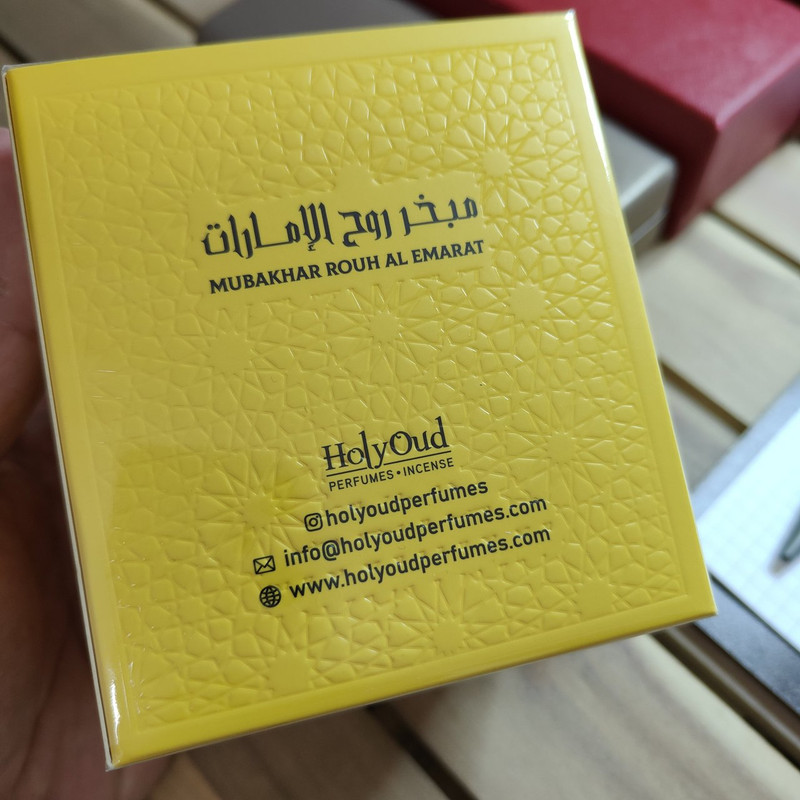 مبخر روح الإمارات
MUBAKHAR ROUH AL EMARAT
HolyOud
PERFUMES • INCENSE
holyoudperfumes
info@holyoudperfumes.com
www.holyoudperfumes.com